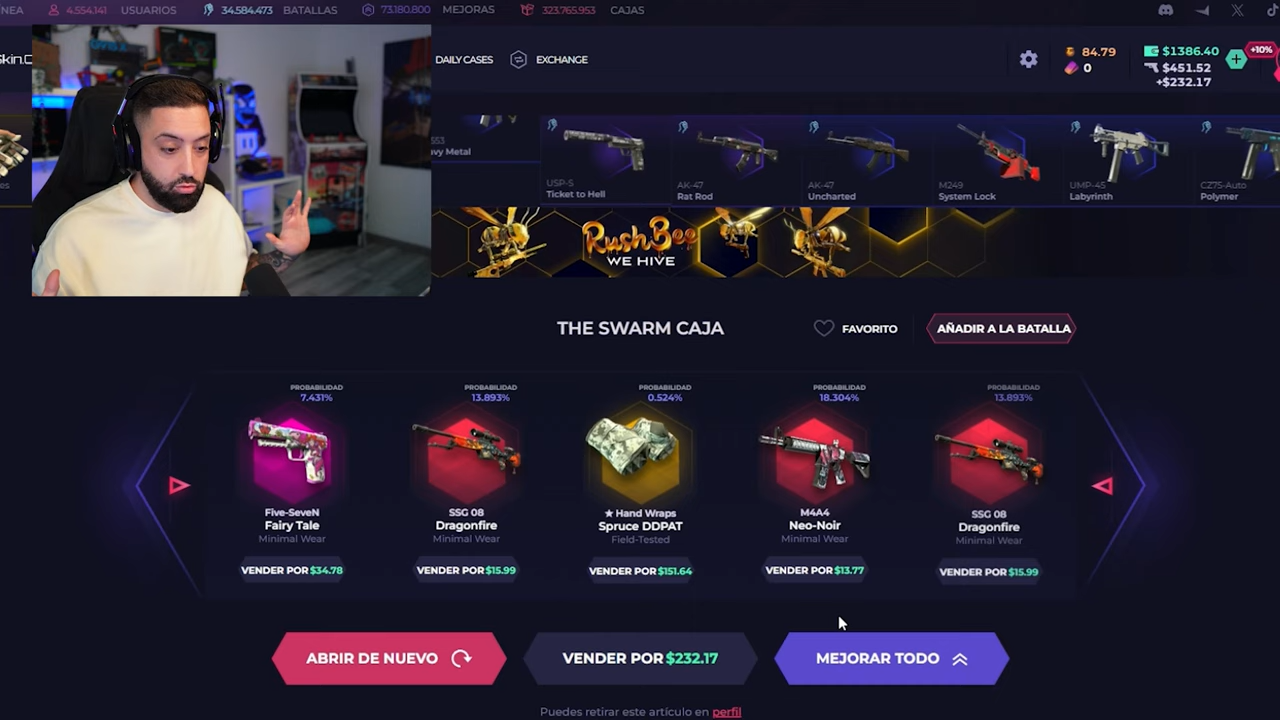 NEA 4.554.141 USUARIOS 34.584.473 BATALLAS 73.180.800 MEJORAS 323.765.953 CAJAS
Skin.C
DAILY CASES EXCHANGE
84.79
0
$1386.40
$451.52
+$232.17
+10%
553
vy Metal
USP-S
Ticket to Hell
AK-47
Rat Rod
AK-47
Uncharted
M249
System Lock
UMP-45
Labyrinth
CZ75-Auto
Polymer
RushBee
WE HIVE
THE SWARM CAJA
FAVORITO
AÑADIR A LA BATALLA
PROBABILIDAD
7.431%
Five-SeveN
Fairy Tale
Minimal Wear
VENDER POR $34.78
PROBABILIDAD
13.893%
SSG 08
Dragonfire
Minimal Wear
VENDER POR $15.99
PROBABILIDAD
0.524%
★ Hand Wraps
Spruce DDPAT
Field-Tested
VENDER POR $151.64
PROBABILIDAD
18.304%
M4A4
Neo-Noir
Minimal Wear
VENDER POR $13.77
PROBABILIDAD
13.893%
SSG 08
Dragonfire
Minimal Wear
VENDER POR $15.99
ABRIR DE NUEVO
VENDER POR $232.17
MEJORAR TODO
Puedes retirar este artículo en perfil